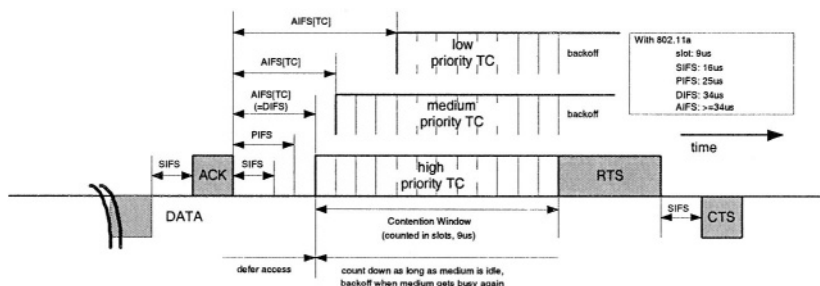 AIFS[TC]
low
priority TC
backoff
With 802.11a
slot: 9us
SIFS: 16us
PIFS: 25us
DIFS: 34us
AIFS: >=34us
AIFS[TC]
AIFS[TC]
(=DIFS)
medium
priority TC
backoff
PIFS
time
SIFS
ACK
SIFS
high
priority TC
RTS
DATA
SIFS
CTS
Contention Window
(counted in slots, 9us)
defer access
count down as long as medium is idle,
backoff when medium gets busy again